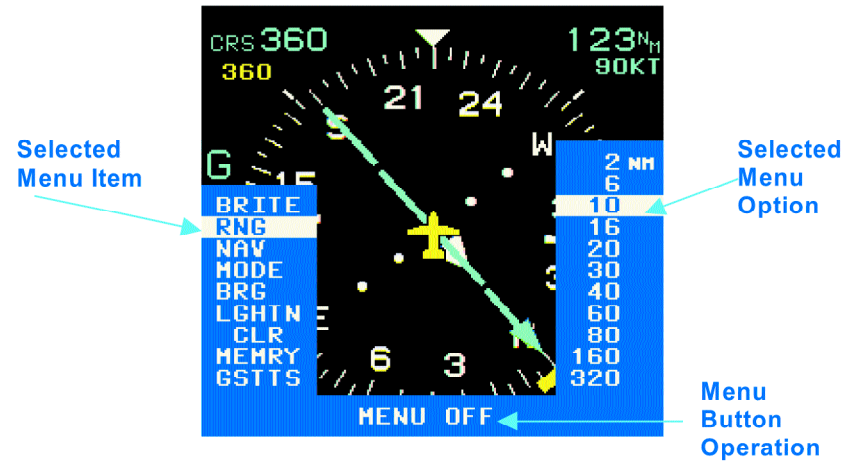 CRS 360
360
123NM
90KT
21
24
S
W
G
15
Selected
Menu Item
BRITE
RNG
NAV
MODE
BRG
LGHTN
CLR
MEMRY
GSTTS
E
6
3
N
3
2 NM
6
10
16
20
30
40
60
80
160
320
Selected
Menu
Option
MENU OFF
Menu
Button
Operation